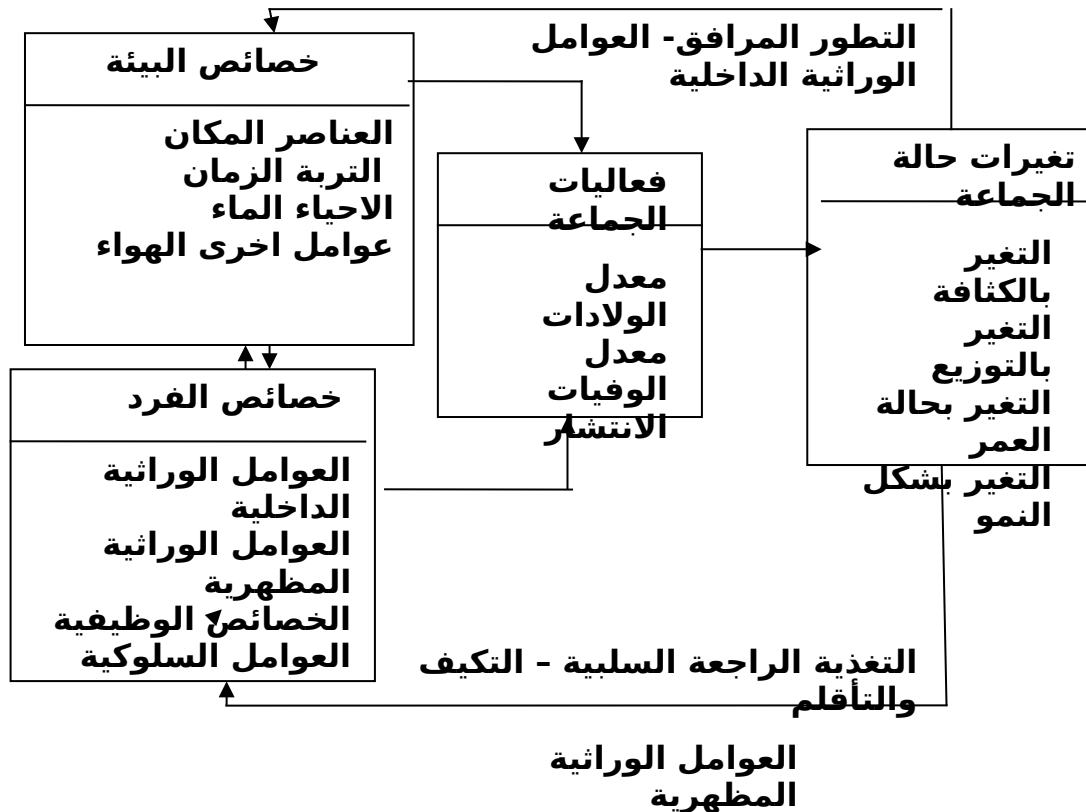 التطور المرافق- العوامل
الوراثية الداخلية
خصائص البيئة
العناصر المكان
التربة الزمان
الاحياء الماء
عوامل اخرى الهواء
فعاليات
الجماعة
معدل
الولادات
معدل
الوفيات
الانتشار
تغيرات حالة
الجماعة
التغير
بالكثافة
التغير
بالتوزيع
التغير بحالة
العمر
التغير بشكل
النمو
خصائص الفرد
العوامل الوراثية
الداخلية
العوامل الوراثية
المظهرية
الخصائص الوظيفية
العوامل السلوكية
التغذية الراجعة السلبية – التكيف
والتأقلم
العوامل الوراثية
المظهرية